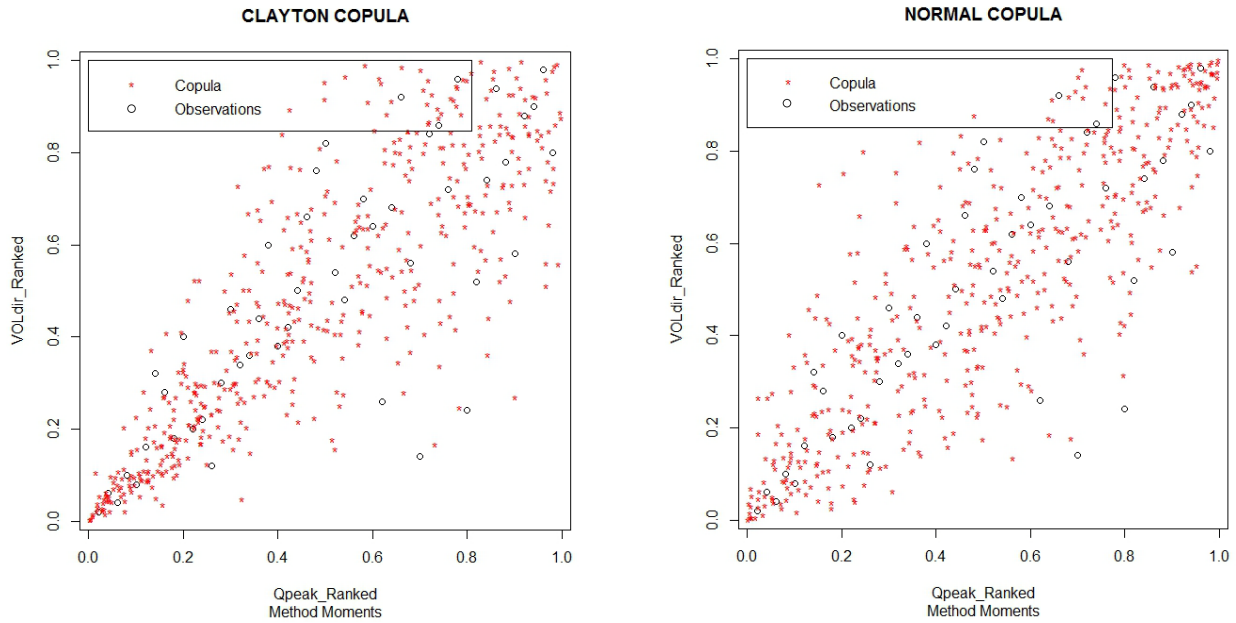 CLAYTON COPULA
Copula
Observations
VOLdir_Ranked
0.0 0.2 0.4 0.6 0.8 1.0
0.0 0.2 0.4 0.6 0.8 1.0
Qpeak_Ranked
Method Moments
NORMAL COPULA
Copula
Observations
VOLdir_Ranked
0.0 0.2 0.4 0.6 0.8 1.0
0.0 0.2 0.4 0.6 0.8 1.0
Qpeak_Ranked
Method Moments